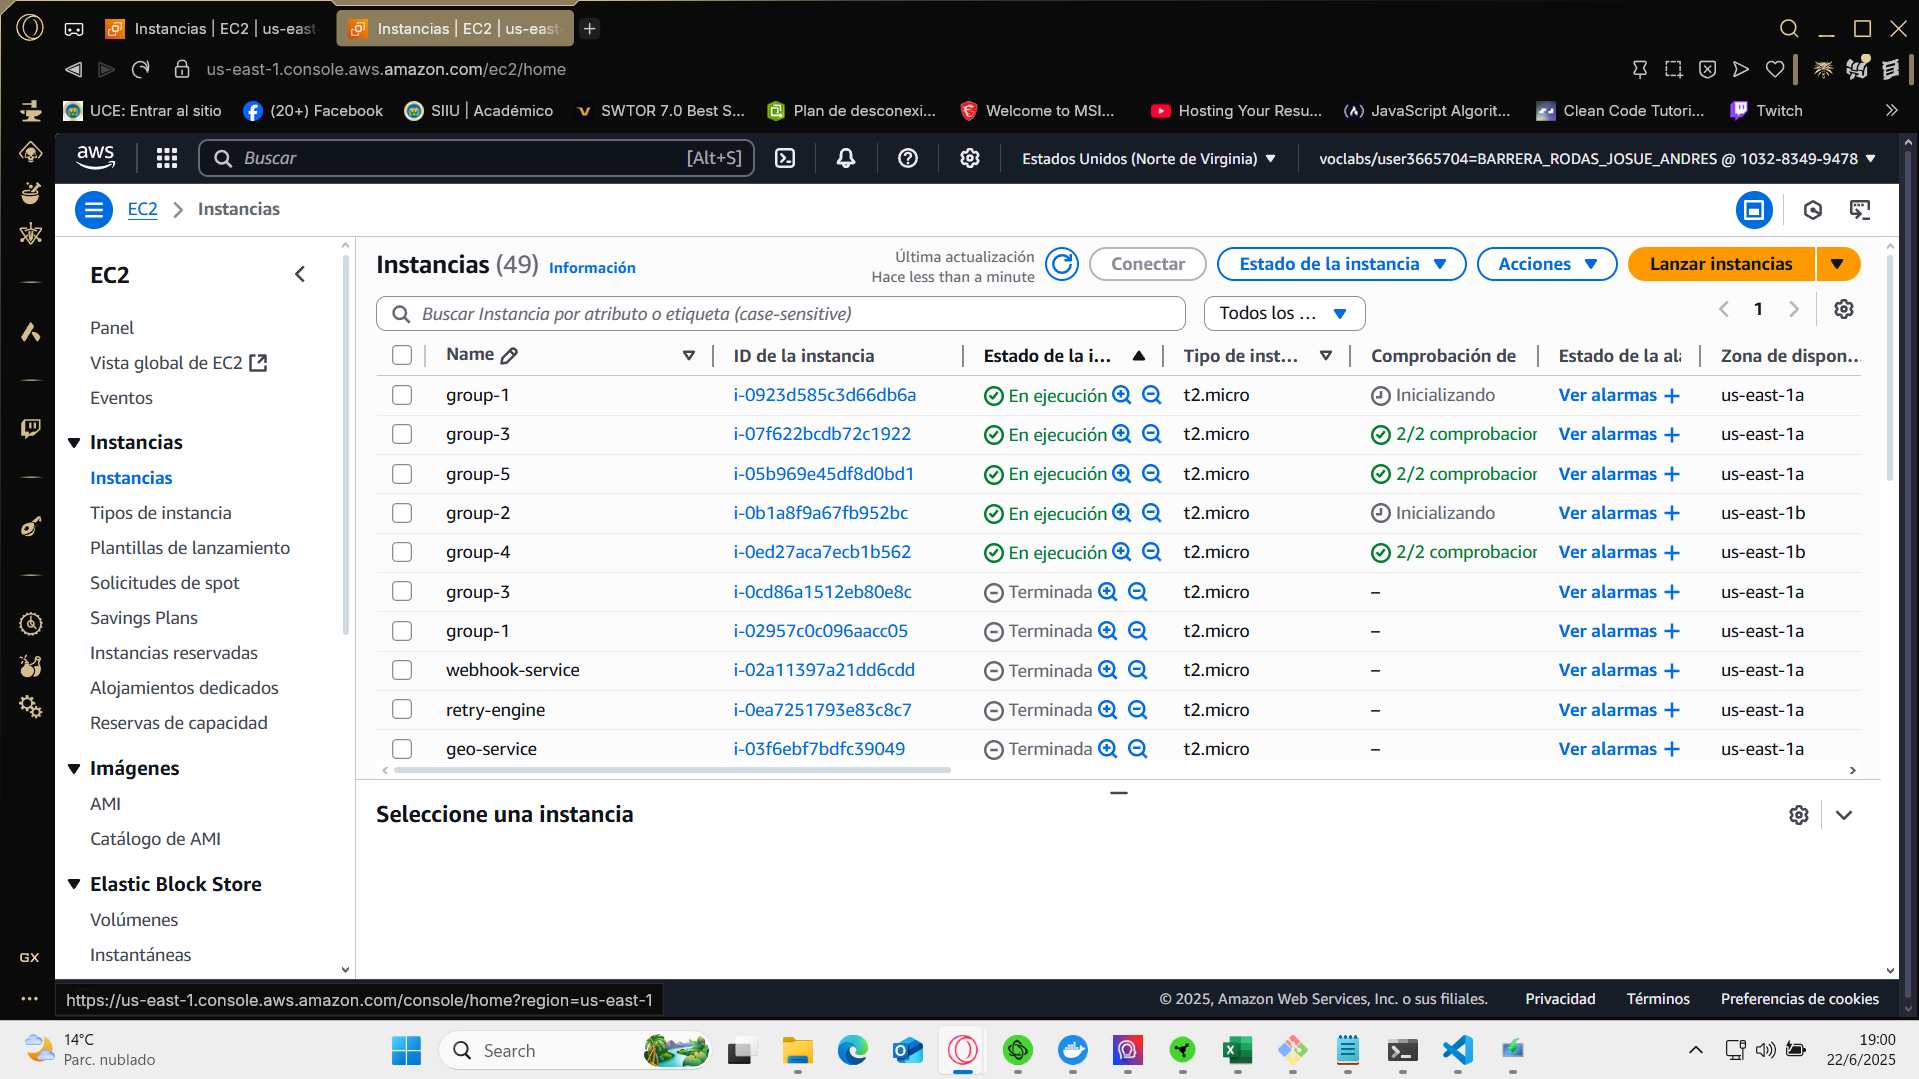 Instancias | EC2 | us-east-
Instancias | EC2 | us-east-
us-east-1.console.aws.amazon.com/ec2/home
UCE: Entrar al sitio
(20+) Facebook
SIIU | Académico
SWTOR 7.0 Best S...
Plan de desconexi...
Welcome to MSI...
Hosting Your Resu...
JavaScript Algorit...
Clean Code Tutori...
Twitch
aws
Buscar
[Alt+S]
Estados Unidos (Norte de Virginia)
voclabs/user3665704=BARRERA_RODAS_JOSUE_ANDRES @ 1032-8349-9478
EC2
Instancias
EC2
Panel
Vista global de EC2
Eventos
Instancias
Instancias
Tipos de instancia
Plantillas de lanzamiento
Solicitudes de spot
Savings Plans
Instancias reservadas
Alojamientos dedicados
Reservas de capacidad
Imágenes
AMI
Catálogo de AMI
Elastic Block Store
Volúmenes
Instantáneas
Instancias (49) Información
Última actualización
Hace less than a minute
Conectar
Estado de la instancia
Acciones
Lanzar instancias
Buscar Instancia por atributo o etiqueta (case-sensitive)
Todos los ...
1
Name ID de la instancia Estado de la i... Tipo de inst... Comprobación de Estado de la ala Zona de dispon...
group-1 i-0923d585c3d66db6a En ejecución t2.micro Inicializando Ver alarmas + us-east-1a
group-3 i-07f622bcdb72c1922 En ejecución t2.micro 2/2 comprobacior Ver alarmas + us-east-1a
group-5 i-05b969e45df8d0bd1 En ejecución t2.micro 2/2 comprobacior Ver alarmas + us-east-1a
group-2 i-0b1a8f9a67fb952bc En ejecución t2.micro Inicializando Ver alarmas + us-east-1b
group-4 i-0ed27aca7ecb1b562 En ejecución t2.micro 2/2 comprobacior Ver alarmas + us-east-1b
group-3 i-0cd86a1512eb80e8c Terminada t2.micro – Ver alarmas + us-east-1a
group-1 i-02957c0c096aacc05 Terminada t2.micro – Ver alarmas + us-east-1a
webhook-service i-02a11397a21dd6cdd Terminada t2.micro – Ver alarmas + us-east-1a
retry-engine i-0ea7251793e83c8c7 Terminada t2.micro – Ver alarmas + us-east-1a
geo-service i-03f6ebf7bdfc39049 Terminada t2.micro – Ver alarmas + us-east-1a
Seleccione una instancia
GX
https://us-east-1.console.aws.amazon.com/console/home?region=us-east-1
© 2025, Amazon Web Services, Inc. o sus filiales.
Privacidad
Términos
Preferencias de cookies
14°C
Parc. nublado
Search
19:00
22/6/2025